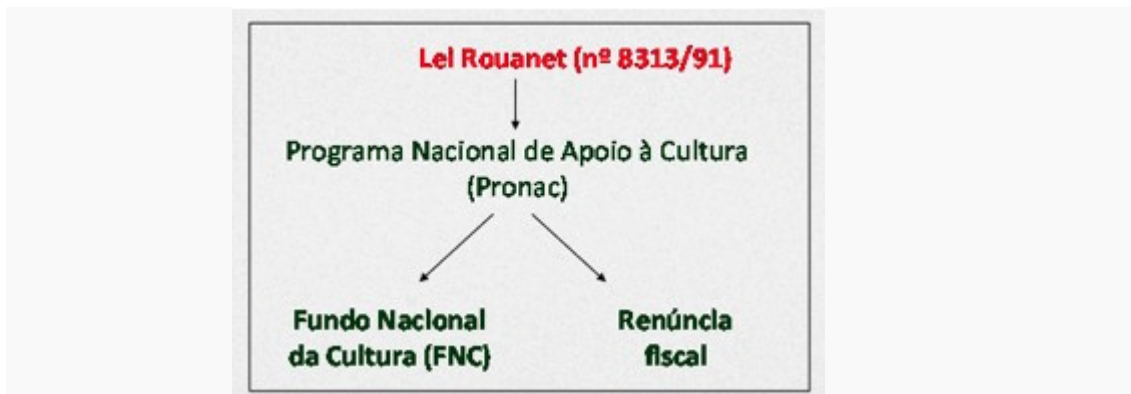 Lei Rouanet (nº 8313/91)
Programa Nacional de Apoio à Cultura
(Pronac)
Fundo Nacional
da Cultura (FNC)
Renúncia
fiscal